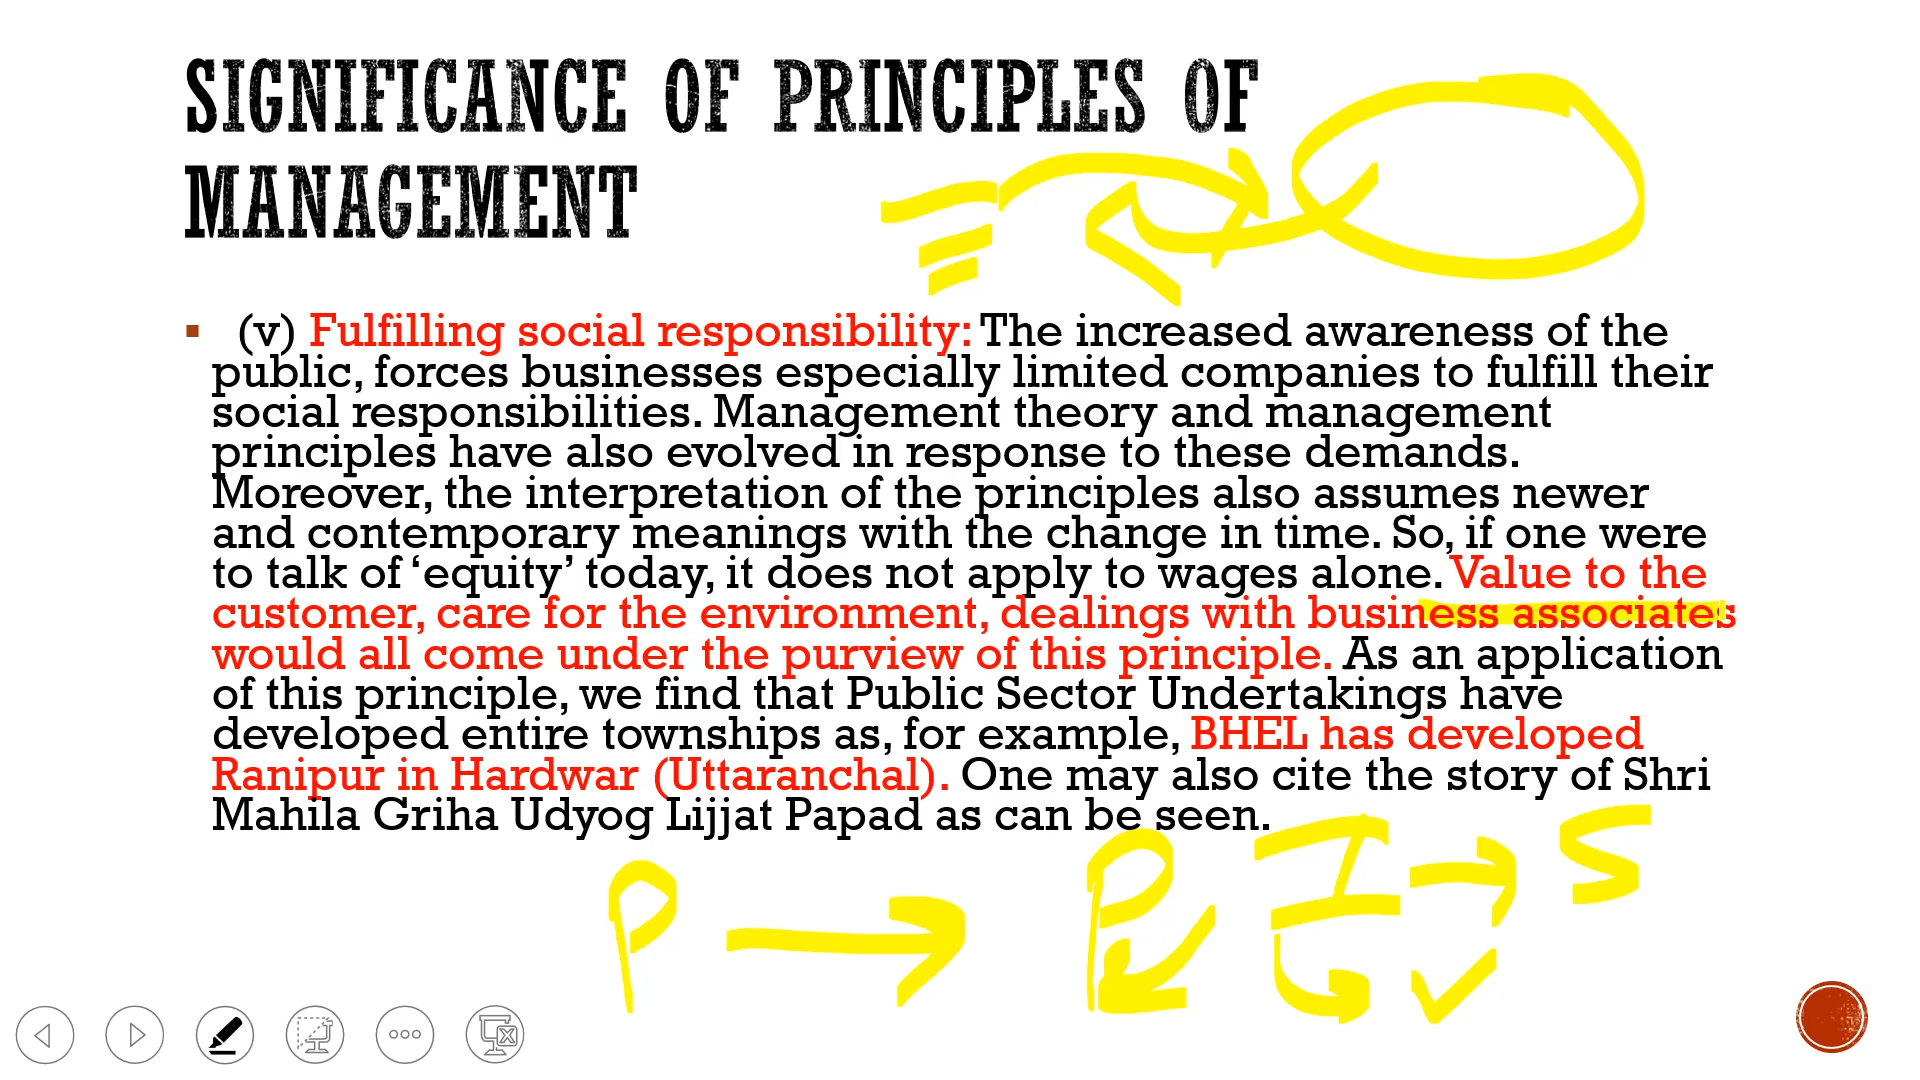 SIGNIFICANCE OF PRINCIPLES OF
MANAGEMENT
▪ (v) Fulfilling social responsibility: The increased awareness of the
public, forces businesses especially limited companies to fulfill their
social responsibilities. Management theory and management
principles have also evolved in response to these demands.
Moreover, the interpretation of the principles also assumes newer
and contemporary meanings with the change in time. So, if one were
to talk of ‘equity’ today, it does not apply to wages alone. Value to the
customer, care for the environment, dealings with business associates
would all come under the purview of this principle. As an application
of this principle, we find that Public Sector Undertakings have
developed entire townships as, for example, BHEL has developed
Ranipur in Hardwar (Uttaranchal). One may also cite the story of Shri
Mahila Griha Udyog Lijjat Papad as can be seen.
P → P I → S